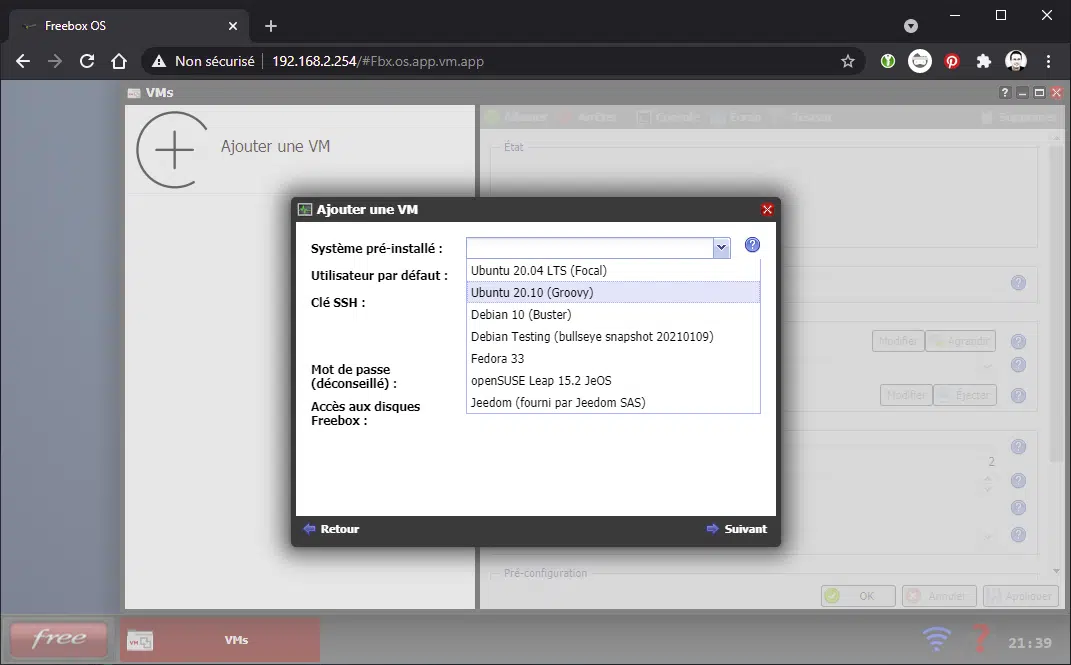 Freebox OS
Non sécurisé
192.168.2.254/#Fbx.os.app.vm.app
VMs
Ajouter une VM
Allumer Arrêter Console Écran Réseau Supprimer
État
Ajouter une VM
Système pré-installé :
Ubuntu 20.04 LTS (Focal)
Utilisateur par défaut :
Ubuntu 20.10 (Groovy)
Clé SSH :
Debian 10 (Buster)
Debian Testing (bullseye snapshot 20210109)
Fedora 33
Mot de passe
(déconseillé) :
openSUSE Leap 15.2 JeOS
Accès aux disques
Freebox :
Jeedom (fourni par Jeedom SAS)
Modifier Agrandir
Modifier Éjecter
2
Retour
Suivant
Pré-configuration
OK Annuler Appliquer
free
VMs
21:39